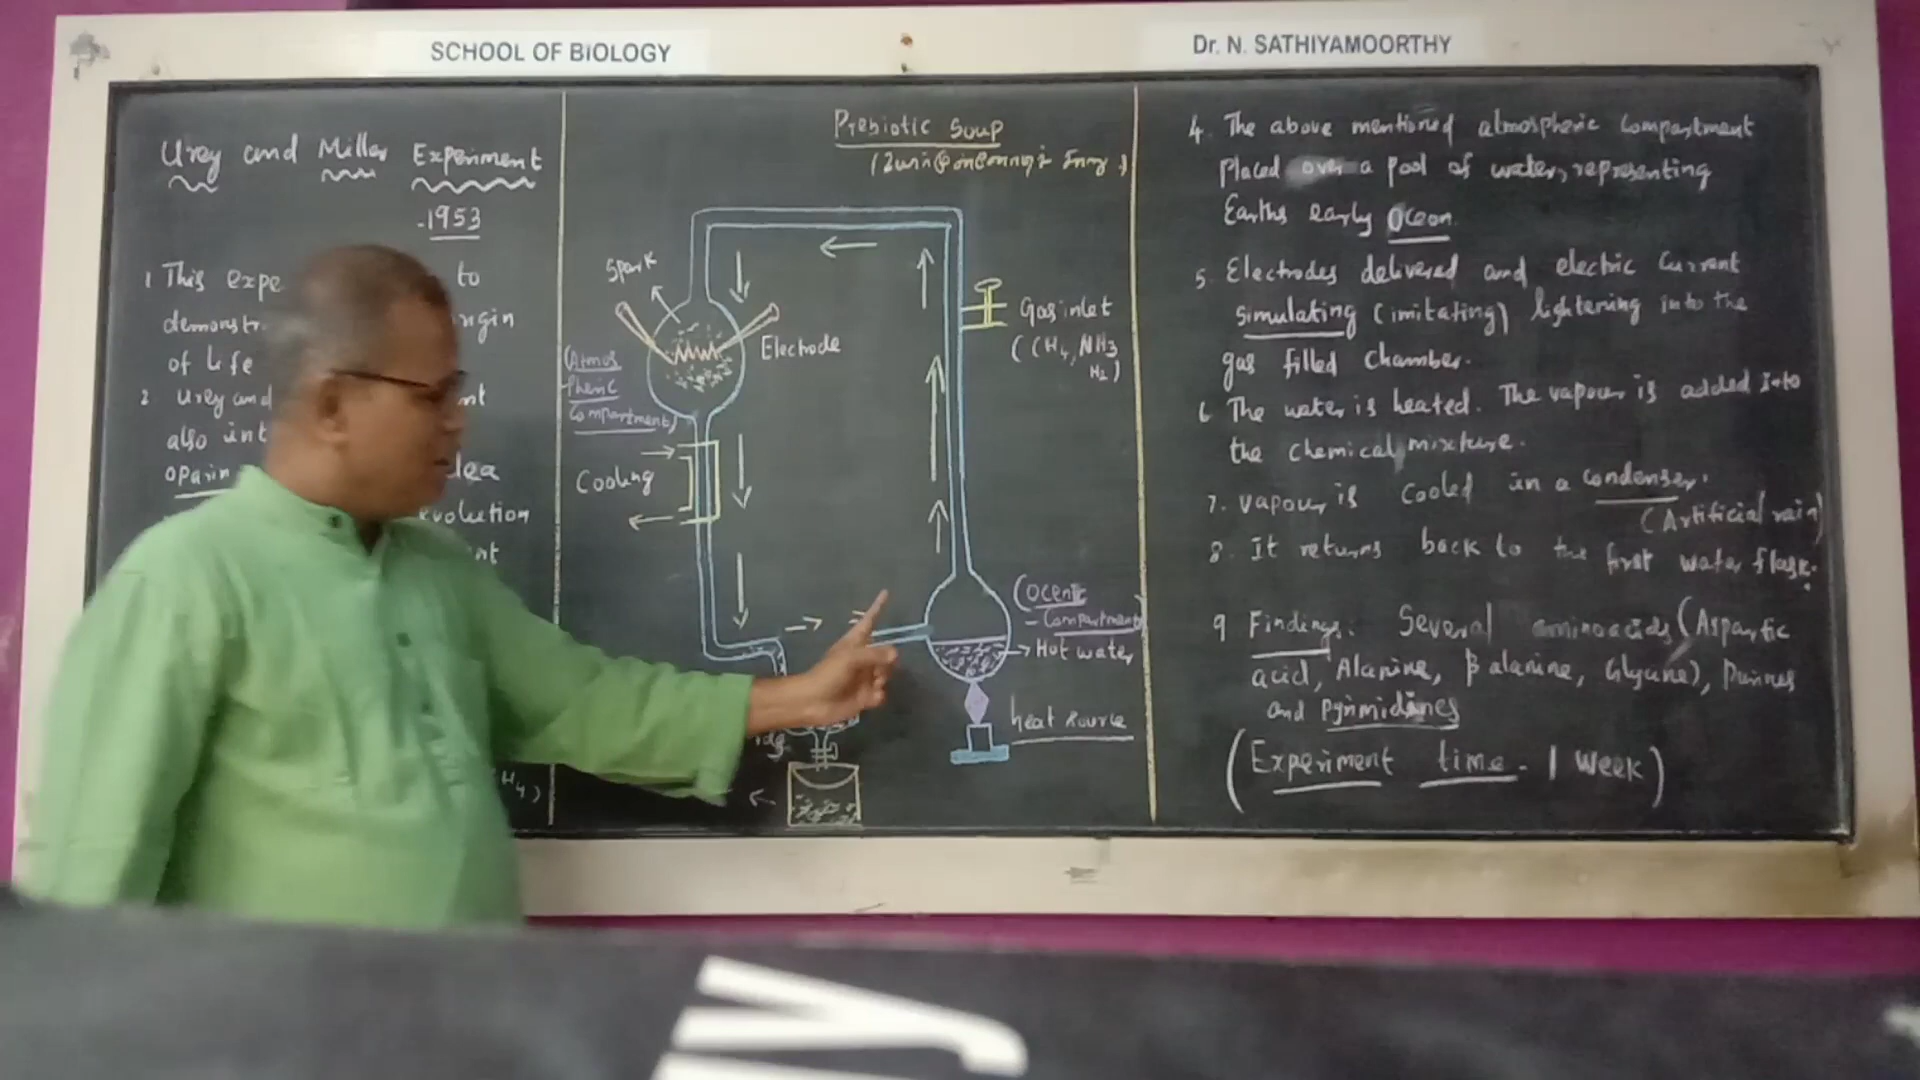 SCHOOL OF BIOLOGY
Dr. N. SATHIYAMOORTHY
Urey and Miller Experiment
-1953
1 This expe to
demonstr rigin
of Life
2 Urey and nt
also int
oparin dea
evolution
nt
H4)
Prebiotic Soup
Spark
Electrode
(Atmos
Pheric
Compartment)
Cooling
Gas inlet
(CH4, NH3
H2)
(Ocenic
- Compartment)
Hot water
heat source
4. The above mentioned atmospheric Compartment
Placed over a pool of water, representing
Earths early Ocean.
5. Electrodes delivered and electric Current
Simulating (imitating) lightening into the
gas filled chamber.
6 The water is heated. The vapour is added Into
the chemical mixture.
7. vapour is Cooled in a Condenser.
(Artificial rain)
8. It returns back to the first water flask.
9 Findings: Several aminoacids (Aspartic
acid, Alanine, β alanine, Glycine), Purines
and Pyrimidines
(Experiment time - 1 Week)